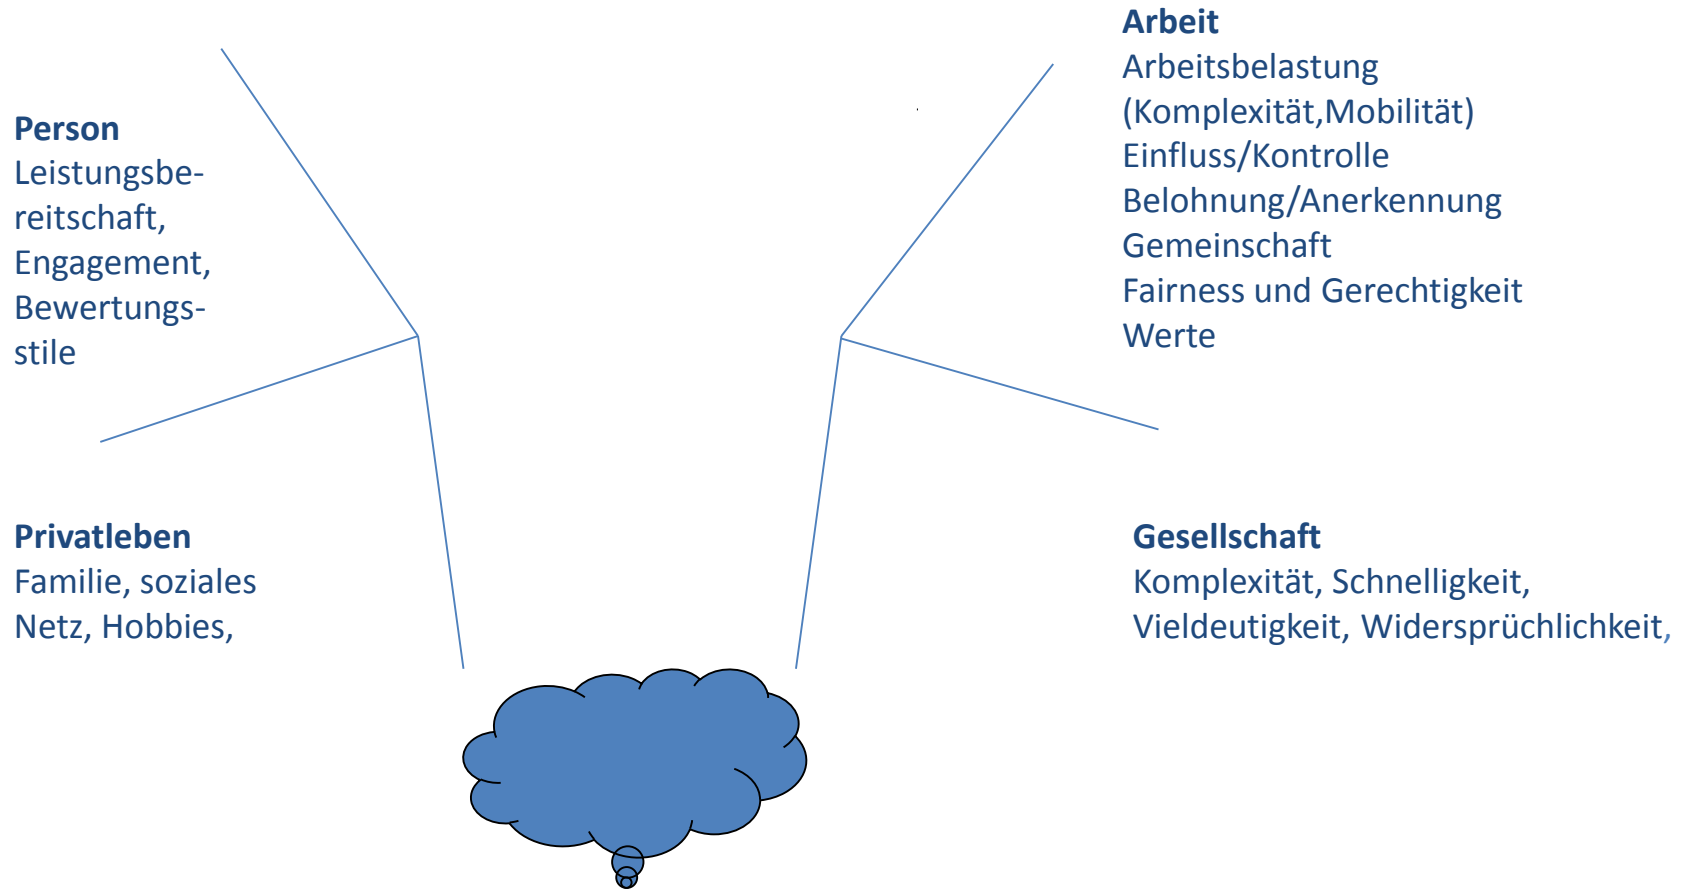 Person
Leistungsbe-
reitschaft,
Engagement,
Bewertungs-
stile
Privatleben
Familie, soziales
Netz, Hobbies,
Arbeit
Arbeitsbelastung
(Komplexität,Mobilität)
Einfluss/Kontrolle
Belohnung/Anerkennung
Gemeinschaft
Fairness und Gerechtigkeit
Werte
Gesellschaft
Komplexität, Schnelligkeit,
Vieldeutigkeit, Widersprüchlichkeit,